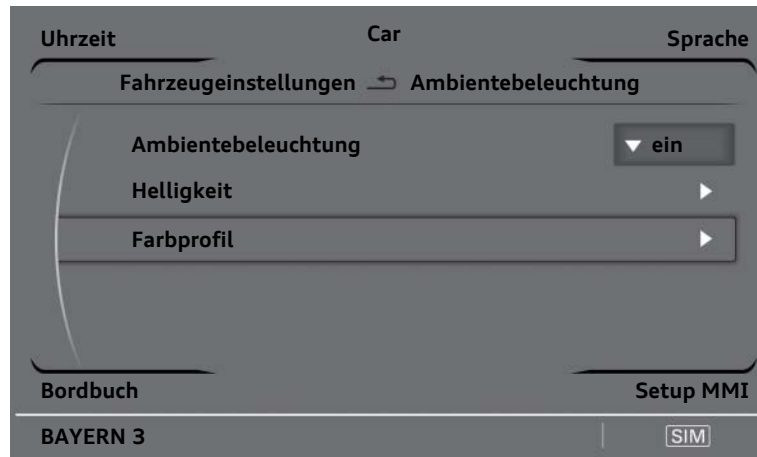 Uhrzeit Car Sprache
Fahrzeugeinstellungen Ambientebeleuchtung
Ambientebeleuchtung ein
Helligkeit
Farbprofil
Bordbuch Setup MMI
BAYERN 3 SIM